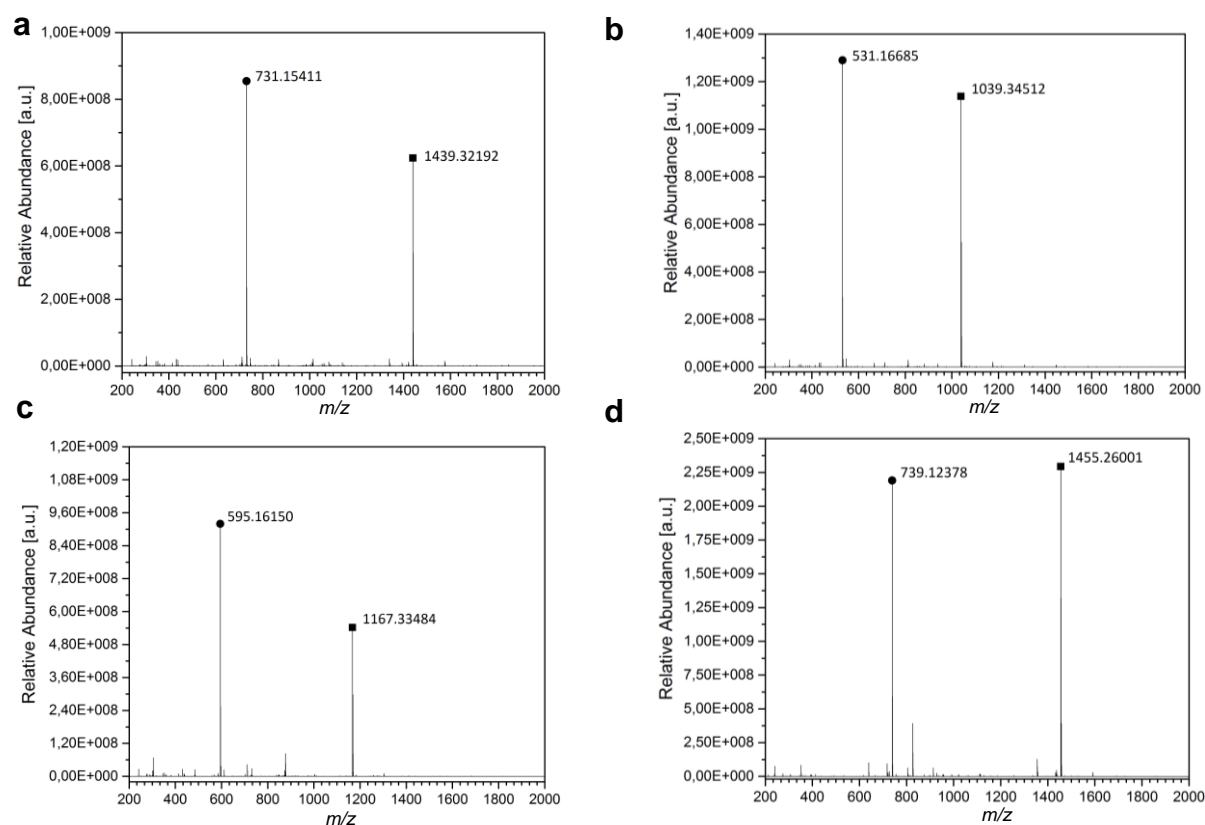 a
1,00E+009
8,00E+008
6,00E+008
4,00E+008
2,00E+008
0,00E+000
Relative Abundance [a.u.]
731.15411
1439.32192
200 400 600 800 1000 1200 1400 1600 1800 2000
m/z
b
1,40E+009
1,20E+009
1,00E+009
8,00E+008
6,00E+008
4,00E+008
2,00E+008
0,00E+000
Relative Abundance [a.u.]
531.16685
1039.34512
200 400 600 800 1000 1200 1400 1600 1800 2000
m/z
c
1,20E+009
1,08E+009
9,60E+008
8,40E+008
7,20E+008
6,00E+008
4,80E+008
3,60E+008
2,40E+008
1,20E+008
0,00E+000
Relative Abundance [a.u.]
595.16150
1167.33484
200 400 600 800 1000 1200 1400 1600 1800 2000
m/z
d
2,50E+009
2,25E+009
2,00E+009
1,75E+009
1,50E+009
1,25E+009
1,00E+009
7,50E+008
5,00E+008
2,50E+008
0,00E+000
Relative Abundance [a.u.]
739.12378
1455.26001
200 400 600 800 1000 1200 1400 1600 1800 2000
m/z